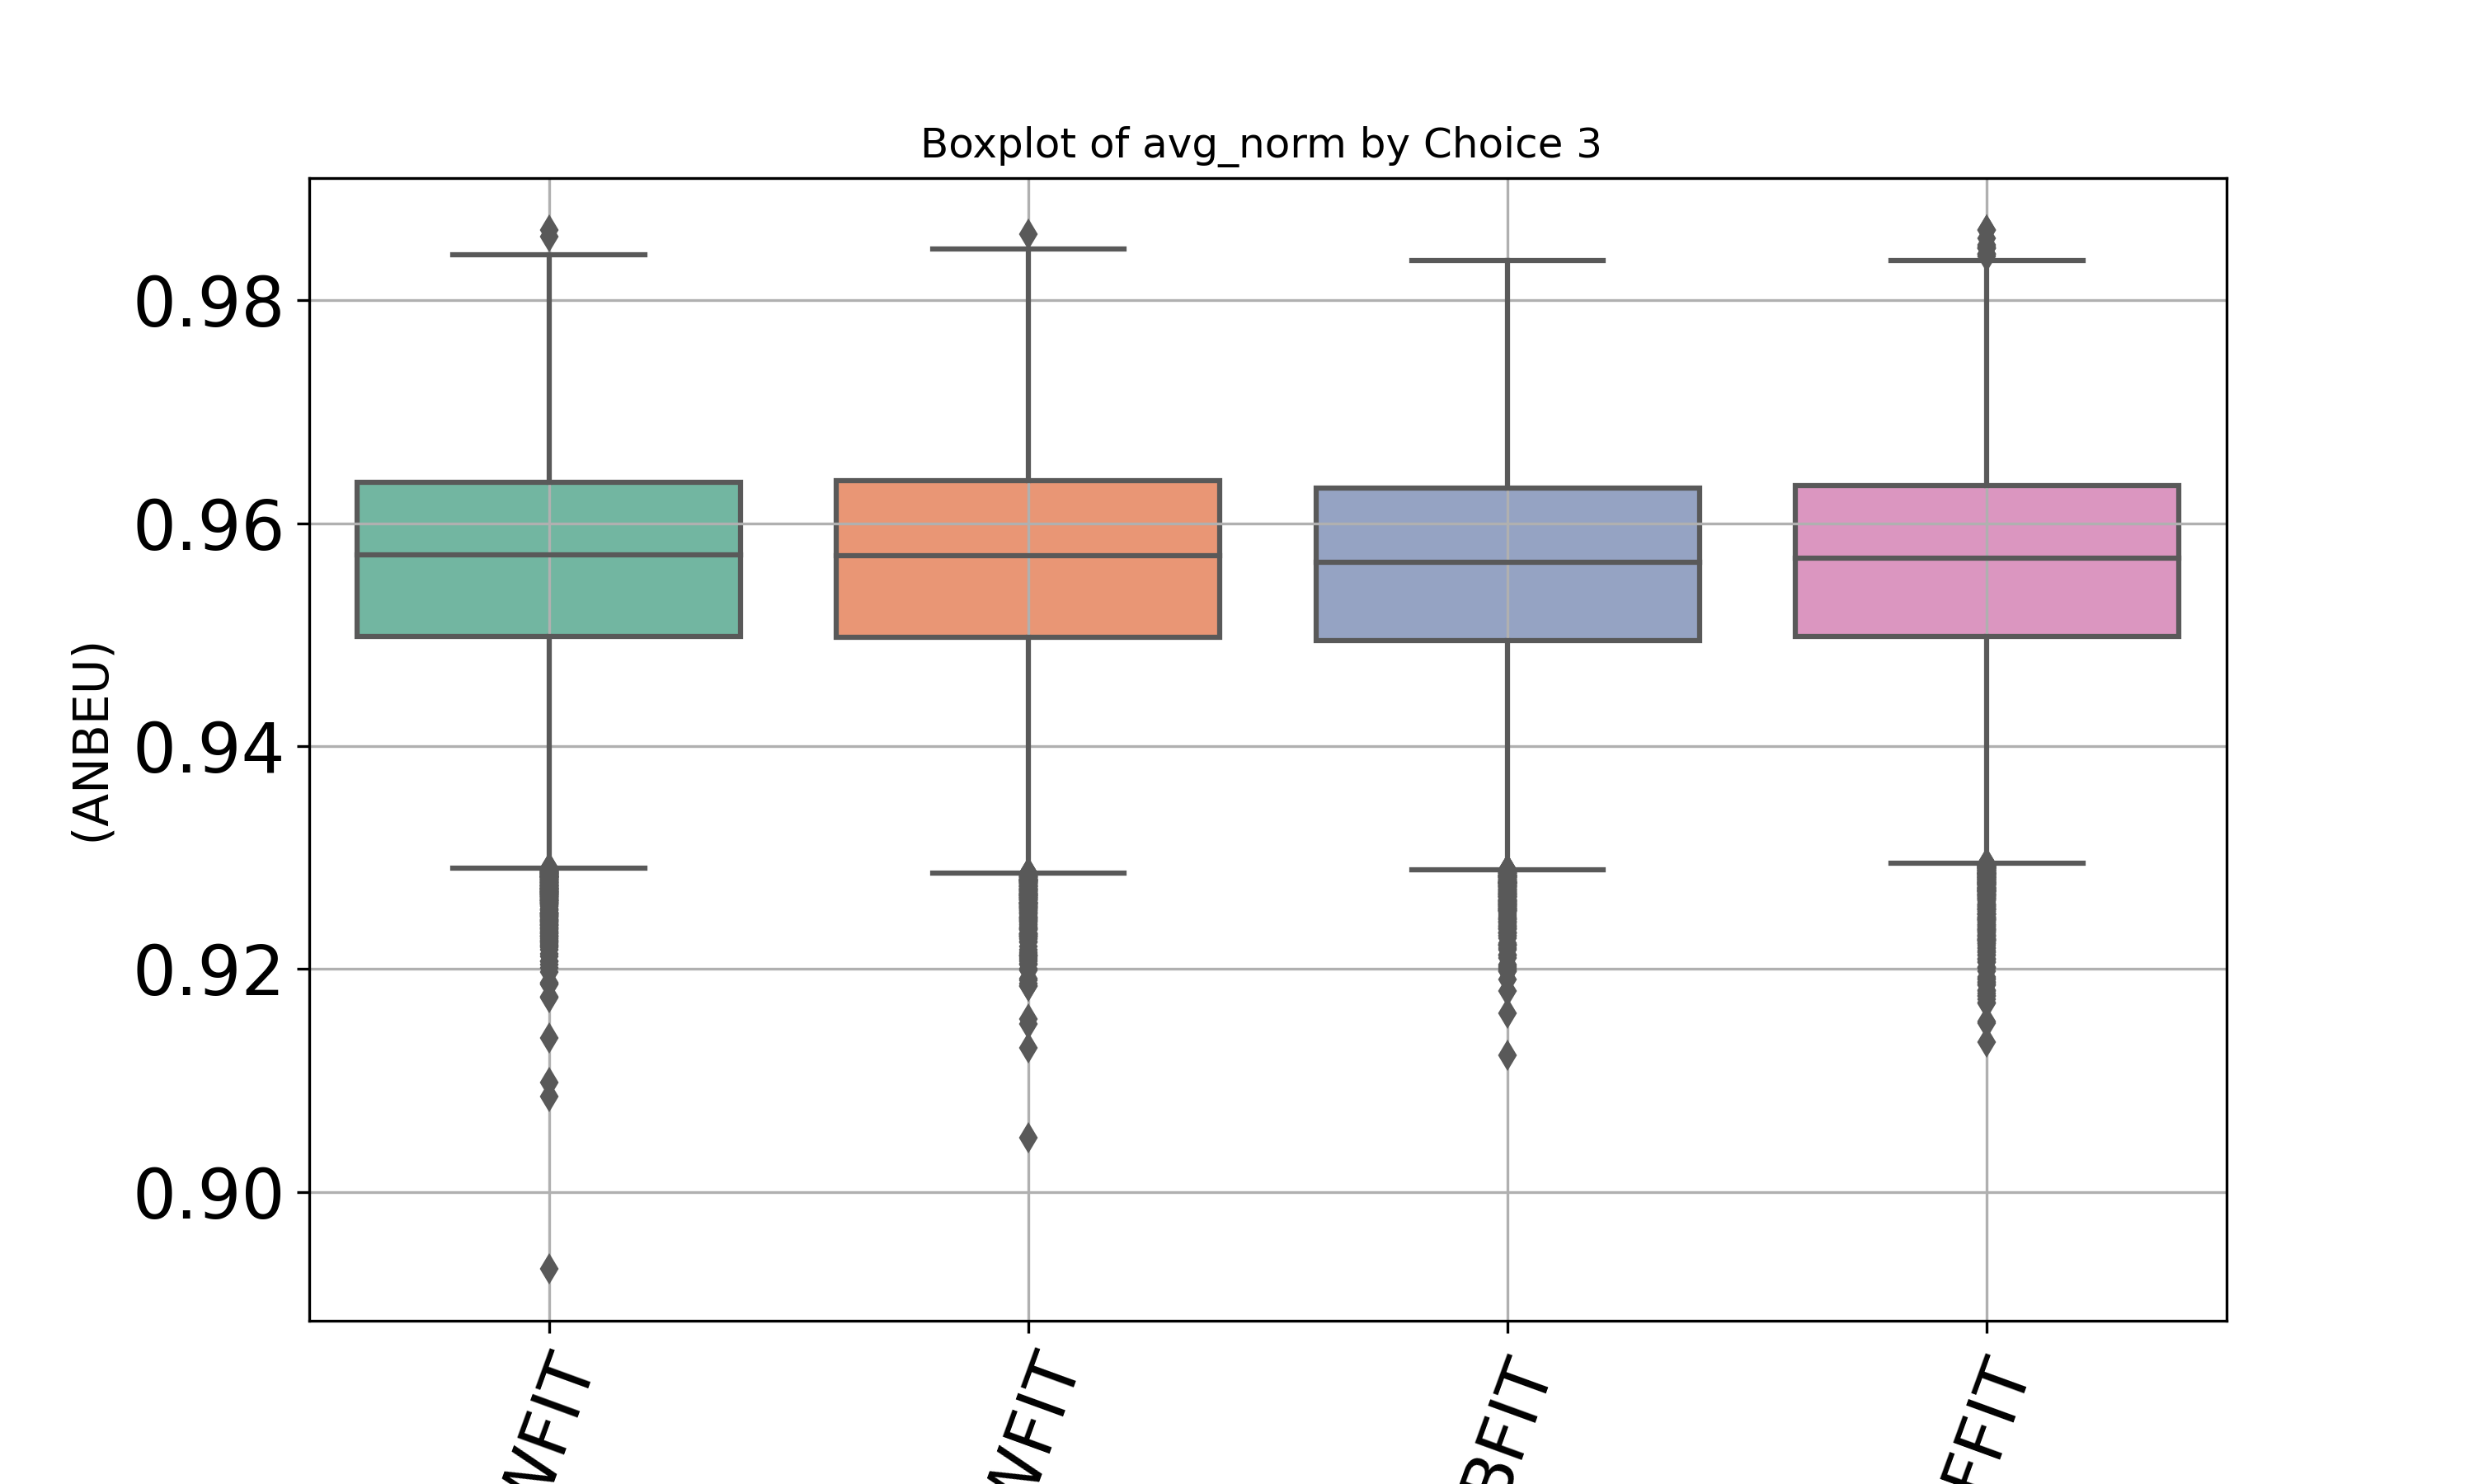 Boxplot of avg_norm by Choice 3
(ANBEU)
0.98
0.96
0.94
0.92
0.90
WFIT
WFIT
BFIT
FFIT